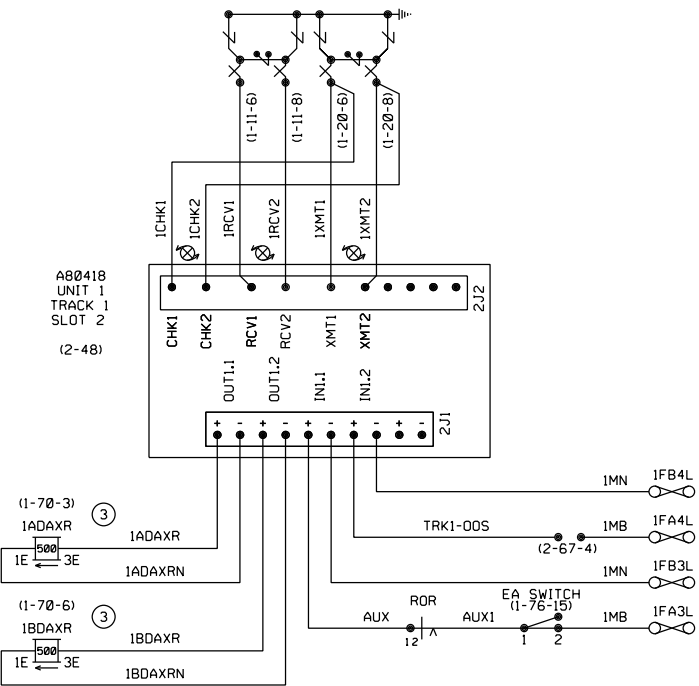 (1-11-6)
(1-11-8)
(1-20-6)
(1-20-8)
1CHK1
1CHK2
1RCV1
1RCV2
1XMT1
1XMT2
A80418
UNIT 1
TRACK 1
SLOT 2
(2-48)
2J2
CHK1
CHK2
RCV1
RCV2
XMT1
XMT2
OUT1.1
OUT1.2
IN1.1
IN1.2
2J1
+ - + - + - + - + -
1MN 1FB4L
(1-70-3)
3
1ADAXR
TRK1-OOS
1MB 1FA4L
500
1ADAXR
(2-67-4)
1E 3E
1ADAXRN
1MN 1FB3L
EA SWITCH
(1-76-15)
(1-70-6)
3
ROR
AUX
AUX1
1MB 1FA3L
1BDAXR
12
1 2
500
1BDAXR
1E 3E
1BDAXRN